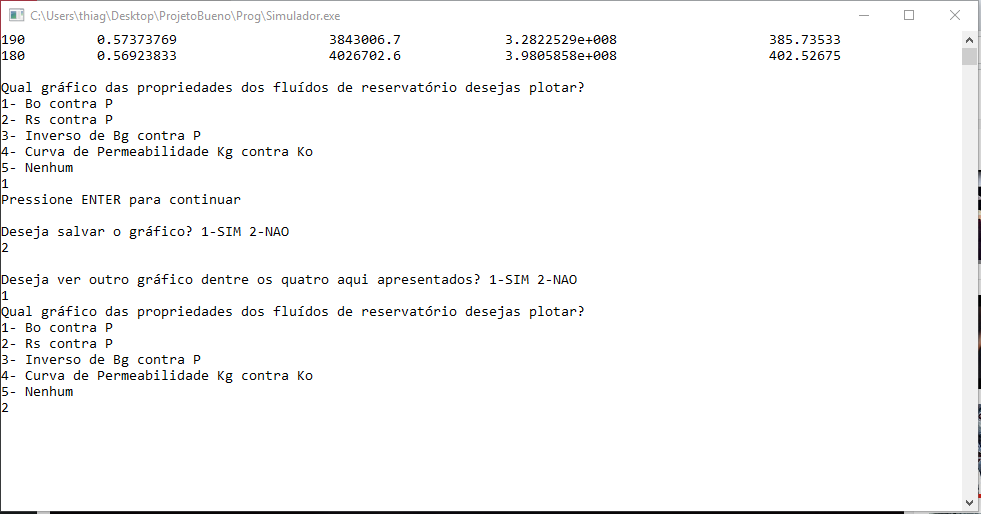 C:\Users\thiag\Desktop\ProjetoBueno\Prog\Simulador.exe
190 0.57373769 3843006.7 3.2822529e+008 385.73533
180 0.56923833 4026702.6 3.9805858e+008 402.52675
Qual gráfico das propriedades dos fluídos de reservatório desejas plotar?
1- Bo contra P
2- Rs contra P
3- Inverso de Bg contra P
4- Curva de Permeabilidade Kg contra Ko
5- Nenhum
1
Pressione ENTER para continuar
Deseja salvar o gráfico? 1-SIM 2-NAO
2
Deseja ver outro gráfico dentre os quatro aqui apresentados? 1-SIM 2-NAO
1
Qual gráfico das propriedades dos fluídos de reservatório desejas plotar?
1- Bo contra P
2- Rs contra P
3- Inverso de Bg contra P
4- Curva de Permeabilidade Kg contra Ko
5- Nenhum
2